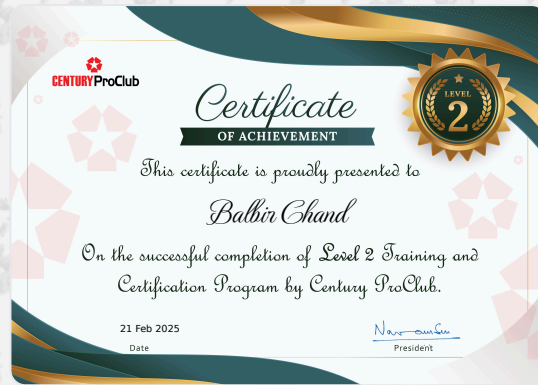 CENTURY ProClub
Certificate
OF ACHIEVEMENT
LEVEL
2
This certificate is proudly presented to
Balbir Chand
On the successful completion of Level 2 Training and
Certification Program by Century ProClub.
21 Feb 2025
Date
President